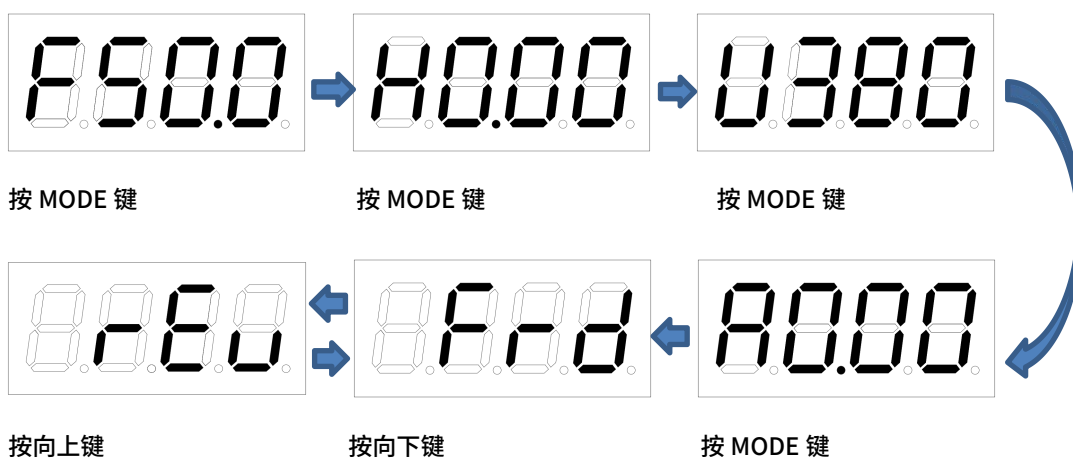 F50.0 H0.00 U380
按 MODE 键 按 MODE 键 按 MODE 键
rEu Frd A0.00
按向上键 按向下键 按 MODE 键